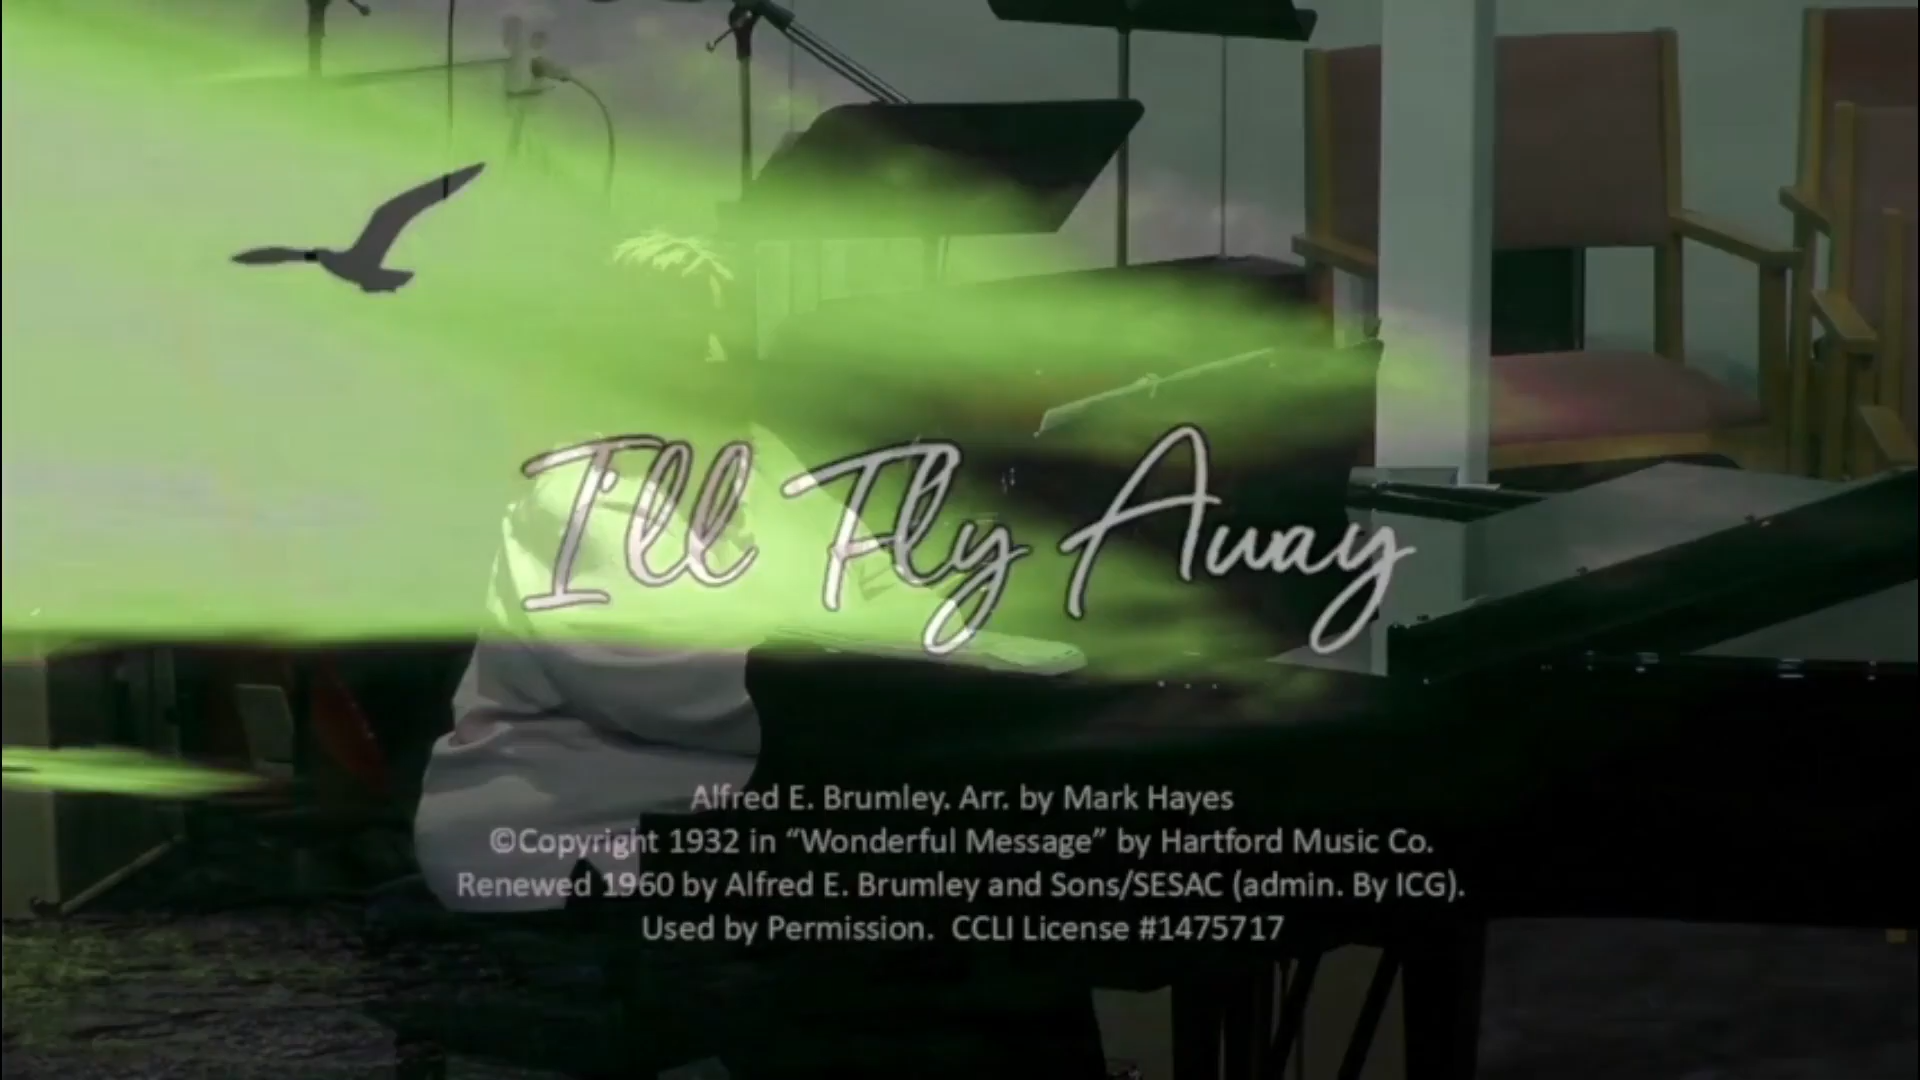 I'll Fly Away
Alfred E. Brumley. Arr. by Mark Hayes
©Copyright 1932 in “Wonderful Message” by Hartford Music Co.
Renewed 1960 by Alfred E. Brumley and Sons/SESAC (admin. By ICG).
Used by Permission.  CCLI License #1475717